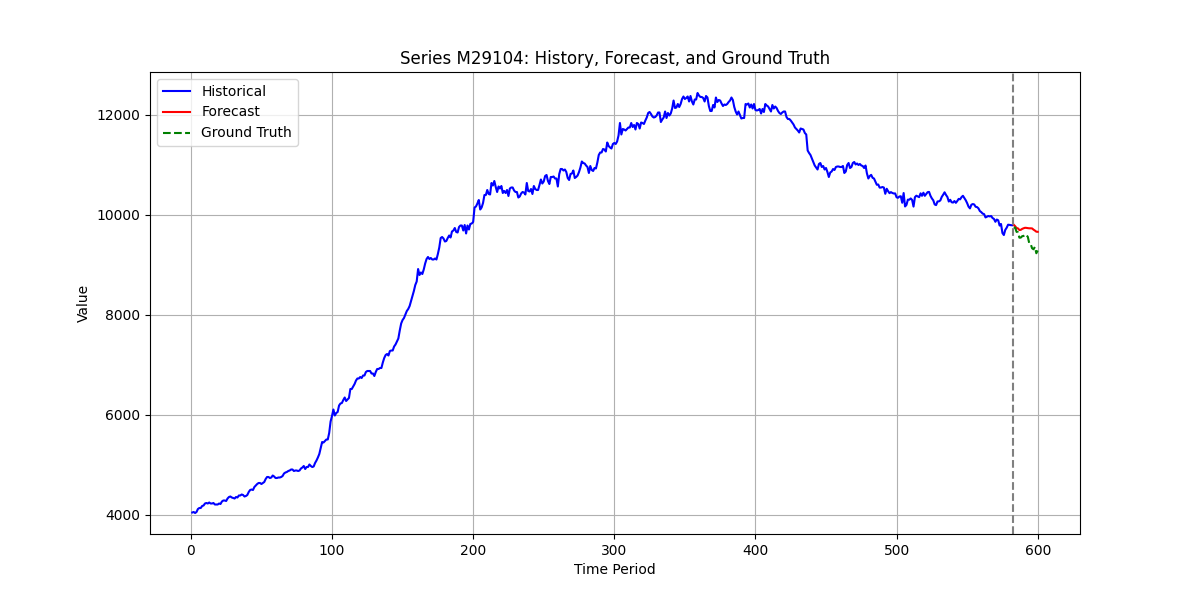 Series M29104: History, Forecast, and Ground Truth
Historical
Forecast
Ground Truth
12000
10000
8000
6000
4000
Value
0 100 200 300 400 500 600
Time Period